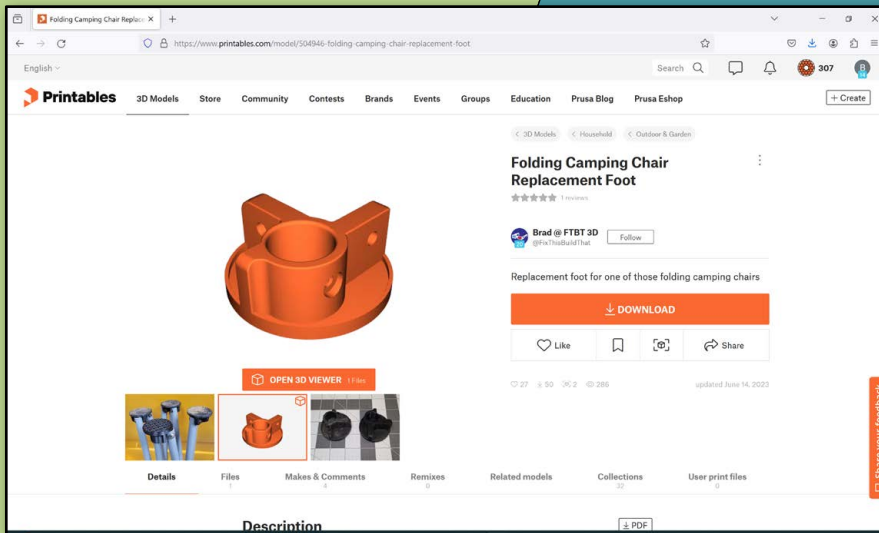 Folding Camping Chair Replace
https://www.printables.com/model/504946-folding-camping-chair-replacement-foot
English
Search
307
Printables
3D Models Store Community Contests Brands Events Groups Education Prusa Blog Prusa Eshop
+ Create
3D Models Household Outdoor & Garden
Folding Camping Chair
Replacement Foot
1 reviews
Brad @ FTBT 3D
@FixThisBuildThat
Follow
Replacement foot for one of those folding camping chairs
DOWNLOAD
Like
Share
OPEN 3D VIEWER 1 Files
27 50 2 286 updated June 14, 2023
Share your feedback
Details Files Makes & Comments Remixes Related models Collections User print files
1 4 0 32 0
Description
PDF